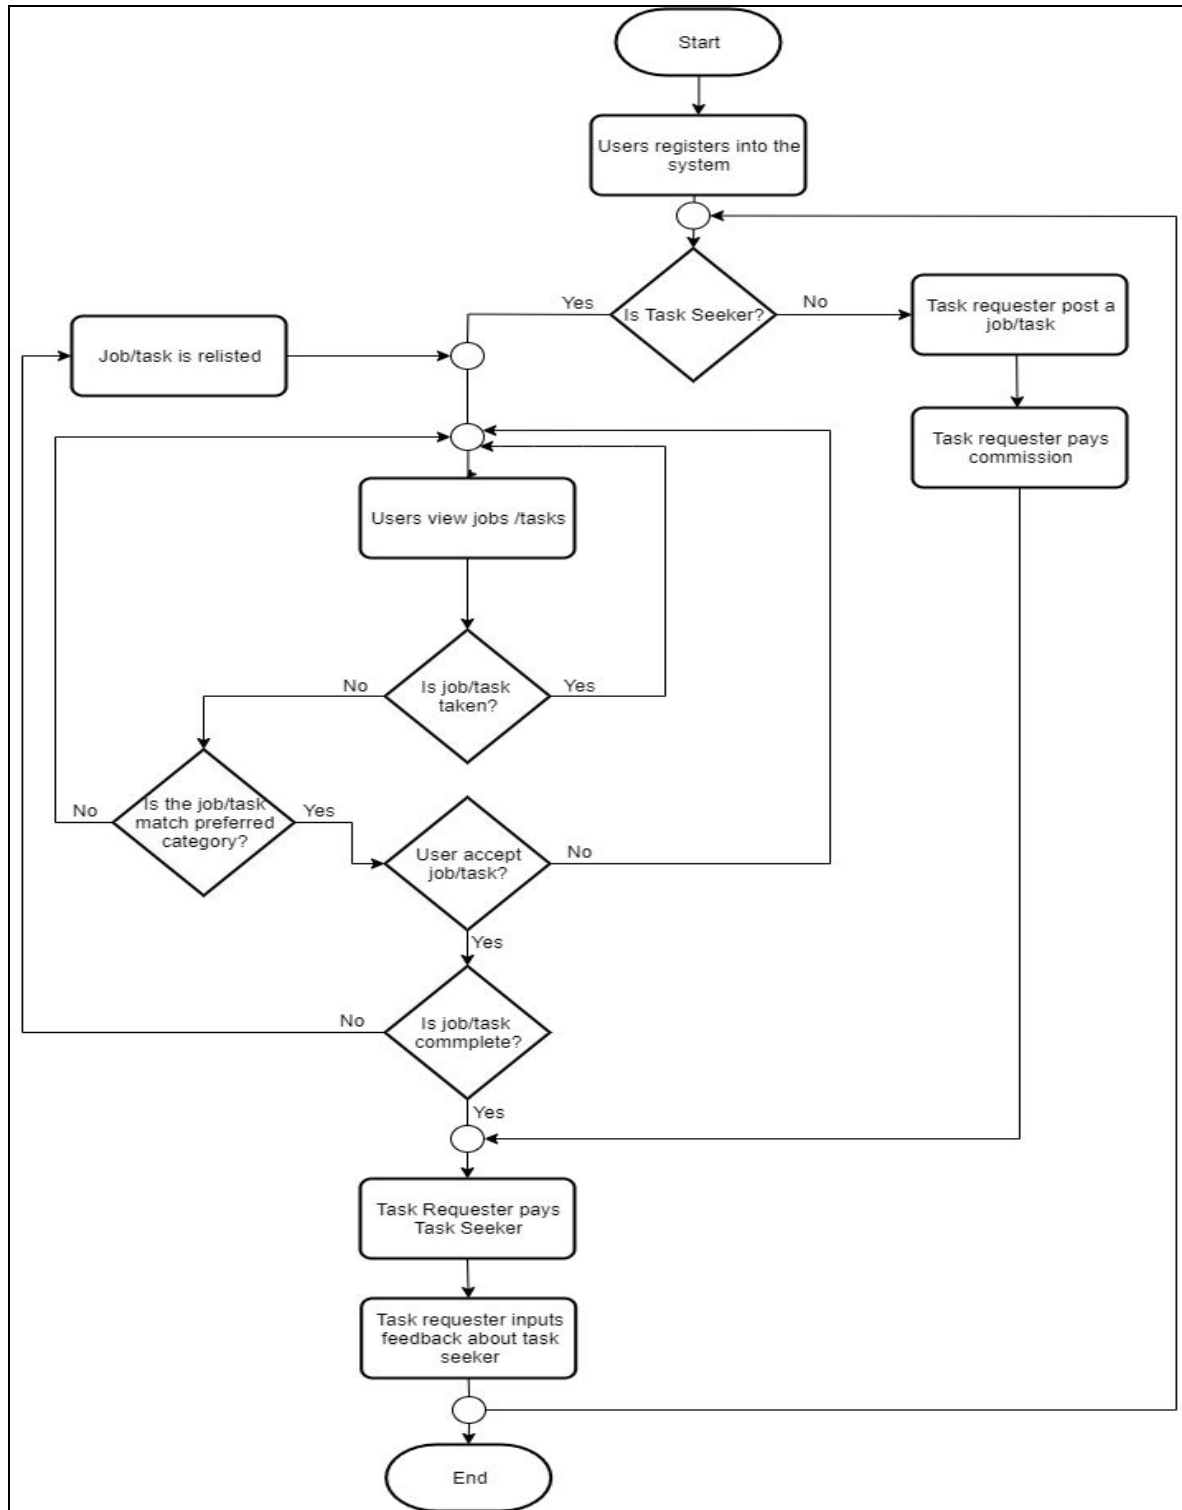 Start
Users registers into the
system
Is Task Seeker?
Yes
No
Task requester post a
job/task
Job/task is relisted
Task requester pays
commission
Users view jobs /tasks
Is job/task
taken?
No
Yes
Is the job/task
match preferred
category?
No
Yes
User accept
job/task?
No
Yes
Is job/task
commplete?
No
Yes
Task Requester pays
Task Seeker
Task requester inputs
feedback about task
seeker
End